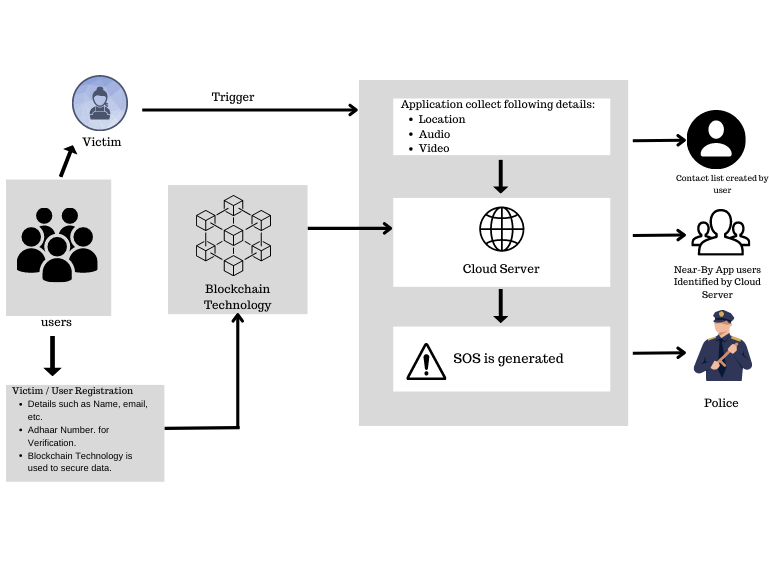 Trigger
Victim
users
Victim / User Registration
• Details such as Name, email,
etc.
• Adhaar Number. for
Verification.
• Blockchain Technology is
used to secure data.
Blockchain
Technology
Application collect following details:
• Location
• Audio
• Video
Cloud Server
SOS is generated
Contact list created by
user
Near-By App users
Identified by Cloud
Server
Police